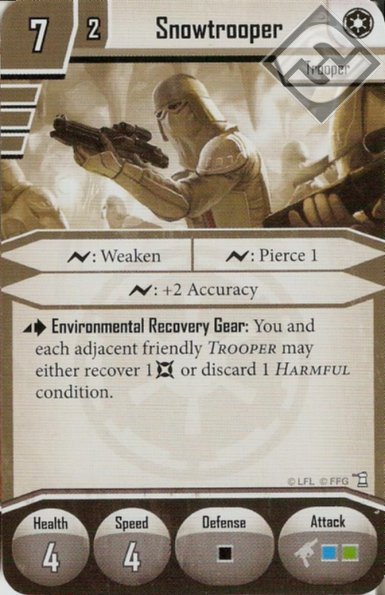 7 2 Snowtrooper
Trooper
: Weaken : Pierce 1
: +2 Accuracy
Environmental Recovery Gear: You and
each adjacent friendly TROOPER may
either recover 1 or discard 1 HARMFUL
condition.
© LFL © FFG
Health Speed Defense Attack
4 4